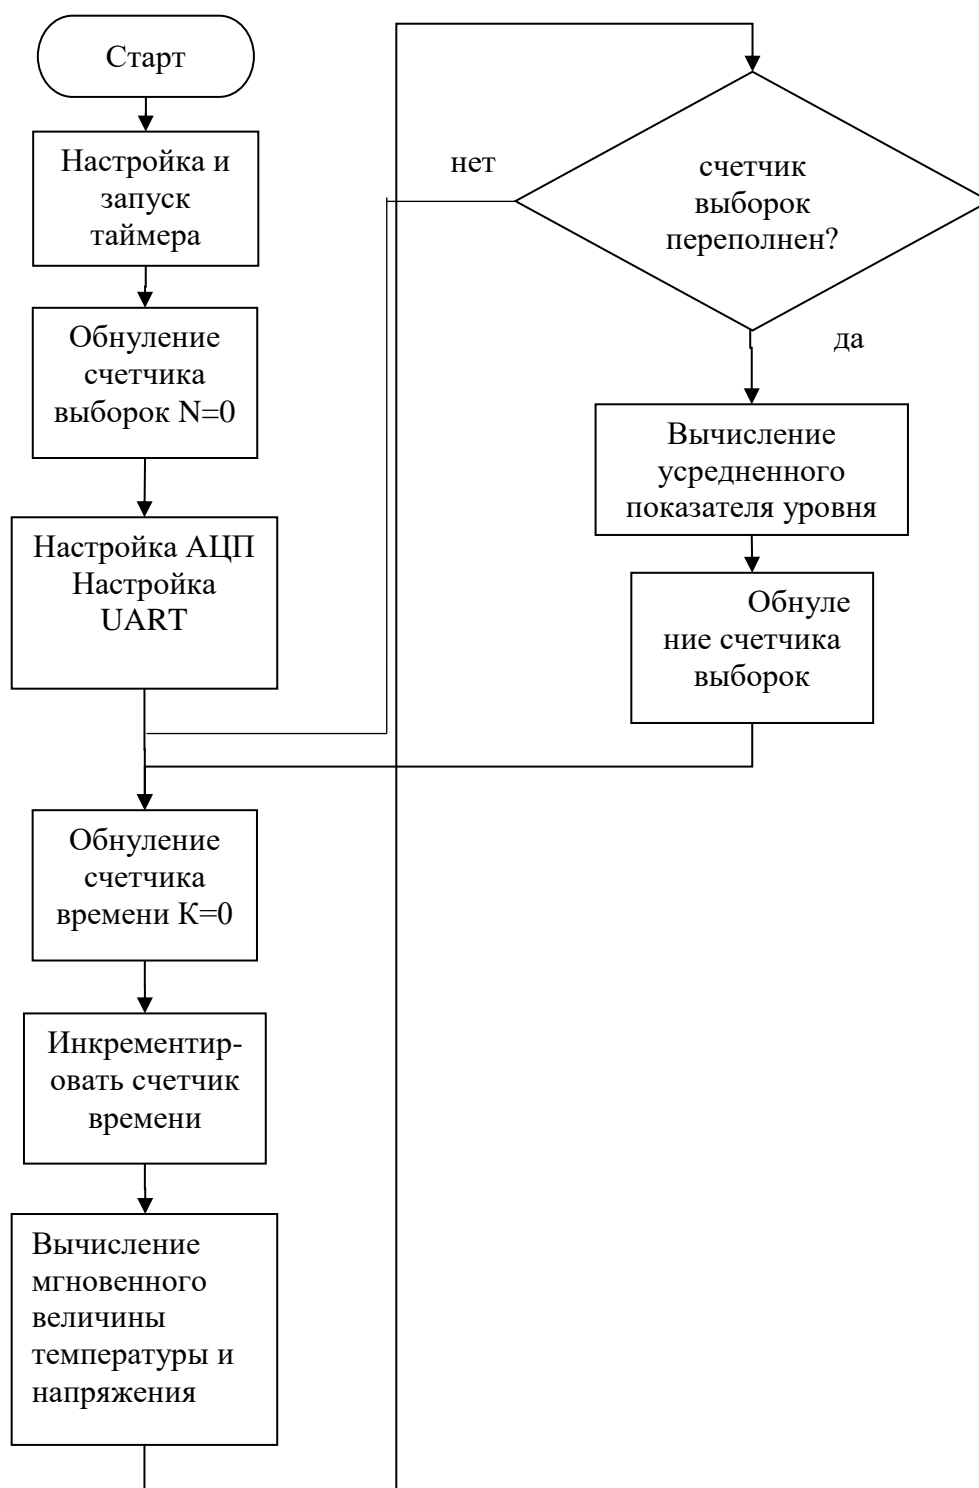 Старт
Настройка и
запуск
таймера
Обнуление
счетчика
выборок N=0
Настройка АЦП
Настройка
UART
Обнуление
счетчика
времени К=0
Инкрементир-
овать счетчик
времени
Вычисление
мгновенного
величины
температуры и
напряжения
нет
счетчик
выборок
переполнен?
да
Вычисление
усредненного
показателя уровня
Обнуле
ние счетчика
выборок